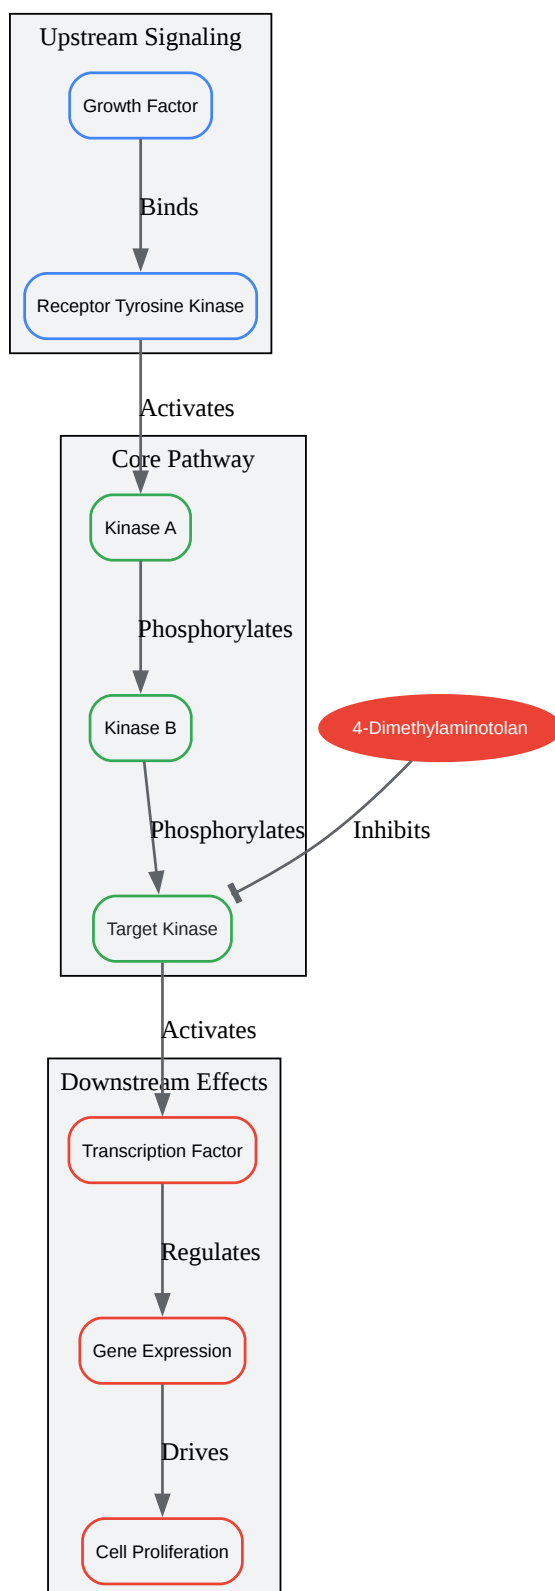 Upstream Signaling
Growth Factor
Binds
Receptor Tyrosine Kinase
Activates
Core Pathway
Kinase A
Phosphorylates
Kinase B
4-Dimethylaminotolan
Phosphorylates
Inhibits
Target Kinase
Activates
Downstream Effects
Transcription Factor
Regulates
Gene Expression
Drives
Cell Proliferation